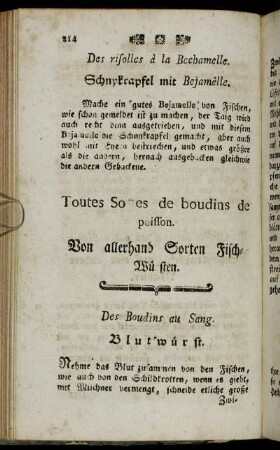 214
Des risolles à la Bechamelle.
Schnykrapfel mit Bejamelle.
Mache ein gutes Bejamelle von Fischen,
wie schon gemeldet ist zu machen, der Taig wird
auch recht dünn ausgetrieben, und mit diesem
Bejamelle die Schnykrapfel gemacht, aber auch
wohl mit Eyern bestrichen, und etwas größer
als die andern, hernach ausgebacken gleichwie
die andern Gebackene.
Toutes Sortes de boudins de
poisson.
Von allerhand Sorten Fisch-
Würsten.
Des Boudins au Sang.
Blutwürst.
Nehme das Blut zusammen von den Fischen,
wie auch von den Schildkrotten, wenn es giebt,
mit Milchner vermengt, schneide etliche große
Zwi-